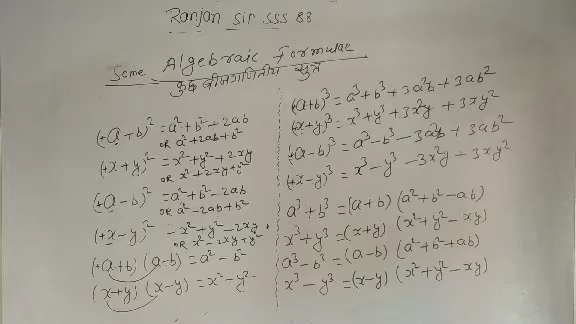 Ranjan Sir SSS 88
Some Algebraic Formulae
कुछ बीजगणितीय सूत्र
(+a+b)² = a²+b²+2ab
OR a²+2ab+b²
(+x+y)² = x²+y²+2xy
OR x²+2xy+y²
(+a-b)² = a²+b²-2ab
OR a²-2ab+b²
(+x-y)² = x²+y²-2xy
OR x²-2xy+y²
(+a+b) (a-b) = a²-b²
(x+y) (x-y) = x²-y²
(+a+b)³ = a³+b³+3a²b+3ab²
(+x+y)³ = x³+y³+3x²y+3xy²
(+a-b)³ = a³-b³-3a²b+3ab²
(+x-y)³ = x³-y³-3x²y+3xy²
a³+b³ = (a+b) (a²+b²-ab)
x³+y³ = (x+y) (x²+y²-xy)
a³-b³ = (a-b) (a²+b²+ab)
x³-y³ = (x-y) (x²+y²-xy)